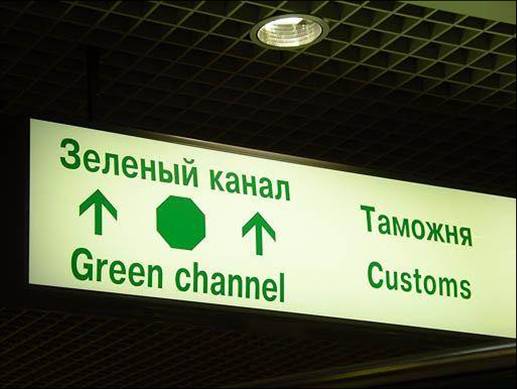 Зеленый канал
Green channel
Таможня
Customs